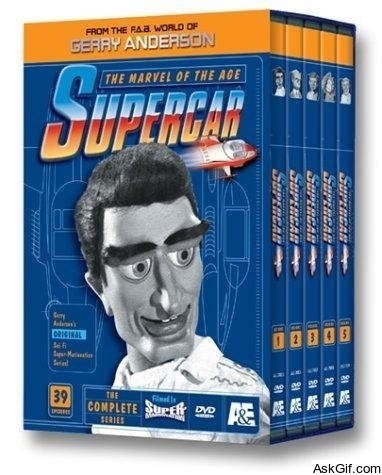 FROM THE F.A.B. WORLD OF
GERRY ANDERSON
THE MARVEL OF THE AGE
SUPERCAR
Gerry
Anderson's
ORIGINAL
Sci-Fi
Super-Marionation
Series!
39
EPISODES
THE
COMPLETE
SERIES
Filmed in
SUPER
MARIONATION
DVD
A&E
SUPERCAR
SUPERCAR
SUPERCAR
SUPERCAR
SUPERCAR
1
2
3
4
5
DVD
DVD
DVD
DVD
DVD
A&E
A&E
A&E
A&E
A&E
AskGif.com